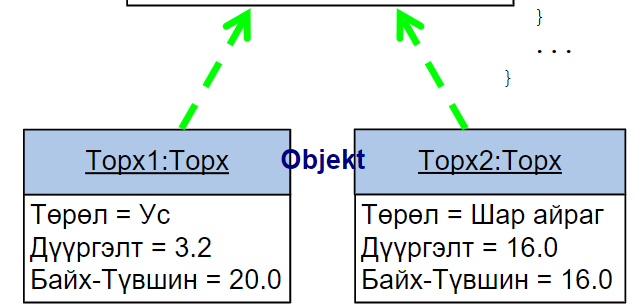 }
...
}
Торх1:Торх
Objekt
Торх2:Торх
Төрөл = Ус
Дүүргэлт = 3.2
Байх-Түвшин = 20.0
Төрөл = Шар айраг
Дүүргэлт = 16.0
Байх-Түвшин = 16.0